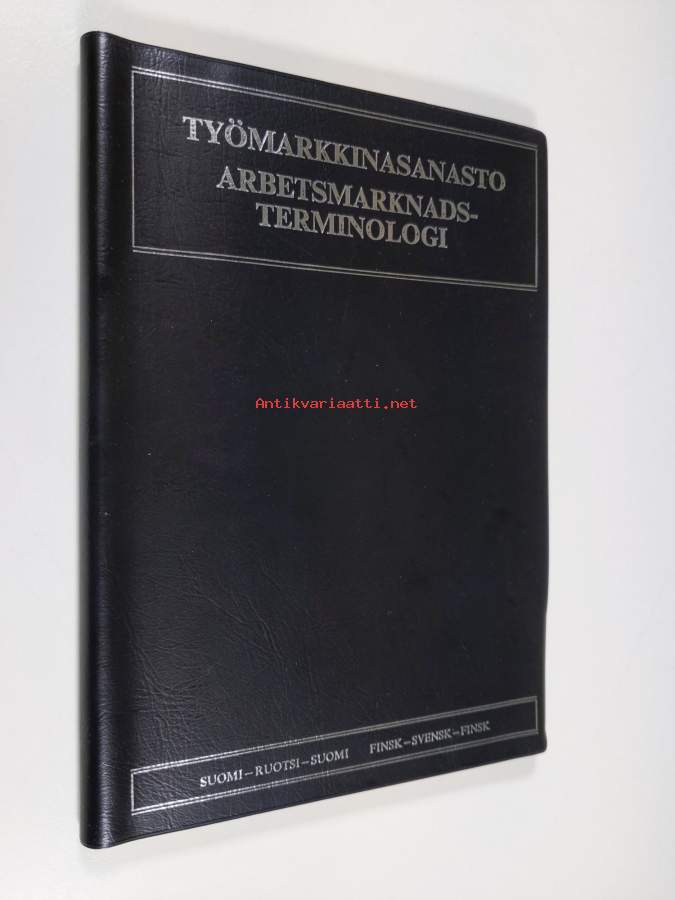 TYÖMARKKINASANASTO
ARBETSMARKNADS-
TERMINOLOGI
Antikvariaatti.net
SUOMI–RUOTSI–SUOMI FINSK–SVENSK–FINSK